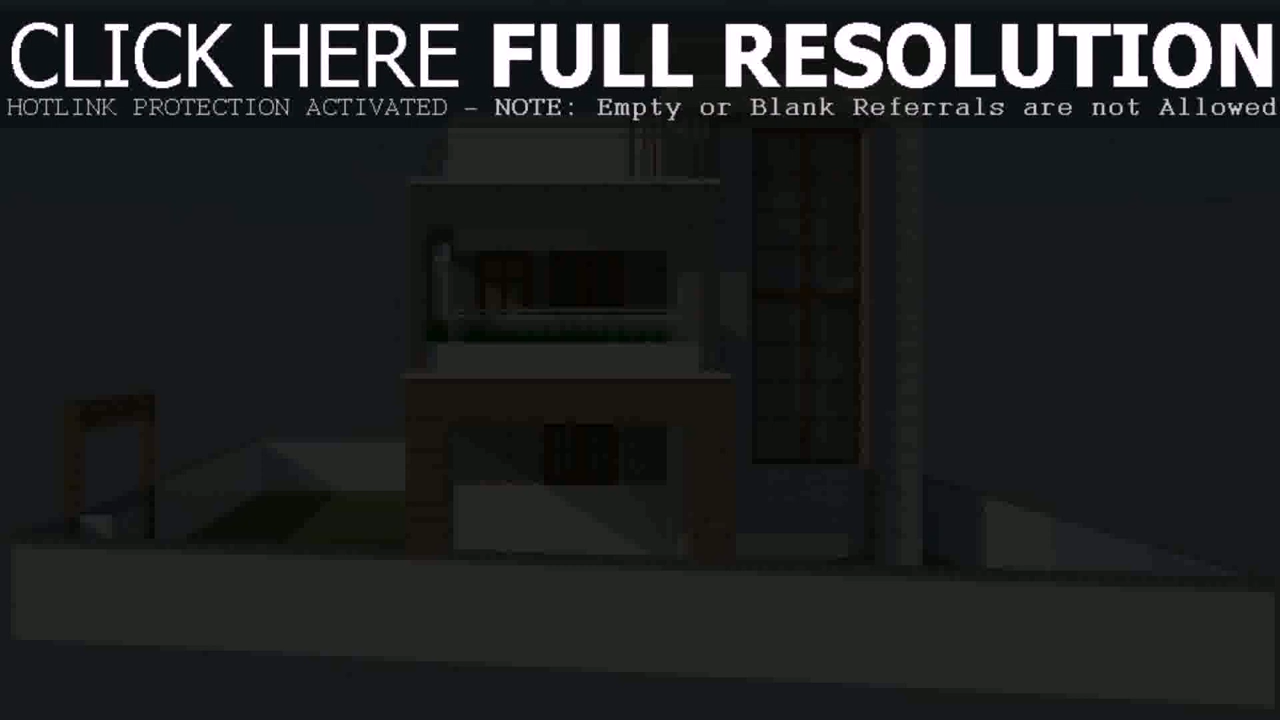 CLICK HERE FULL RESOLUTION
HOTLINK PROTECTION ACTIVATED – NOTE: Empty or Blank Referrals are not Allowed